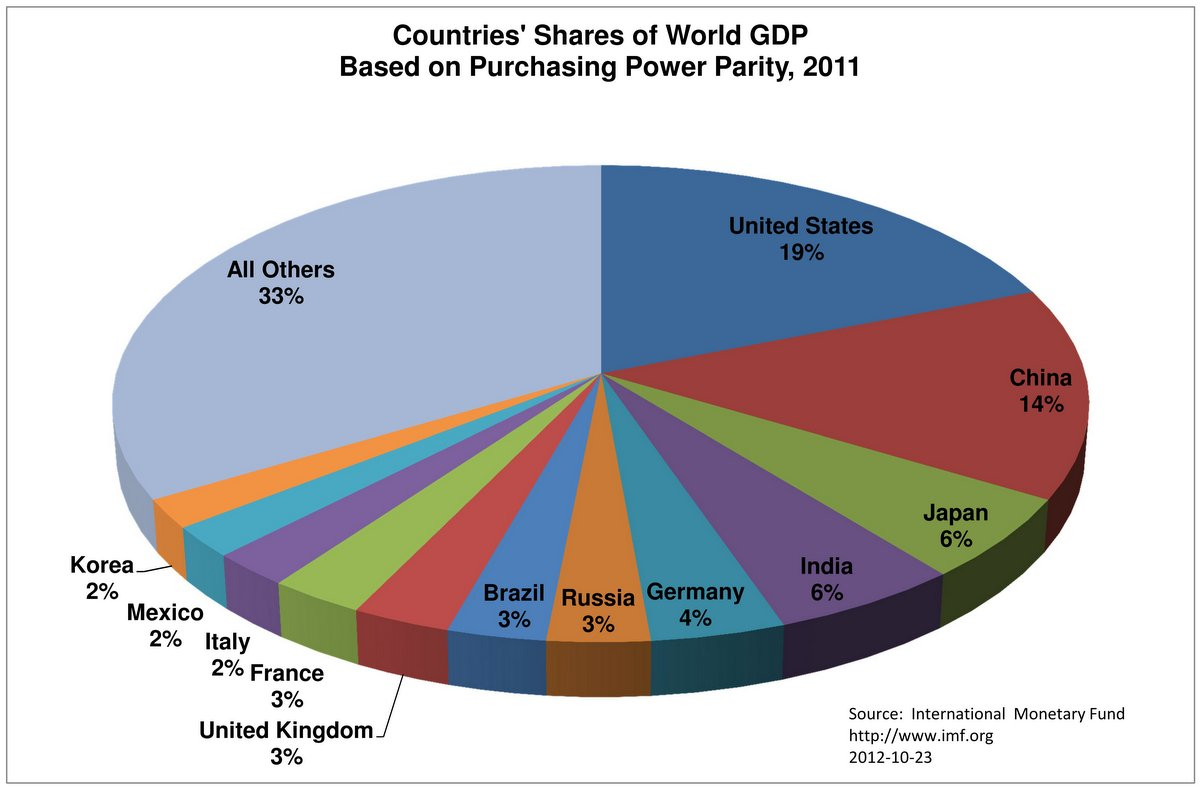 Countries' Shares of World GDP
Based on Purchasing Power Parity, 2011
United States
19%
All Others
33%
China
14%
Japan
6%
India
6%
Germany
4%
Russia
3%
Brazil
3%
Korea
2%
Mexico
2%
Italy
2%
France
3%
United Kingdom
3%
Source: International Monetary Fund
http://www.imf.org
2012-10-23